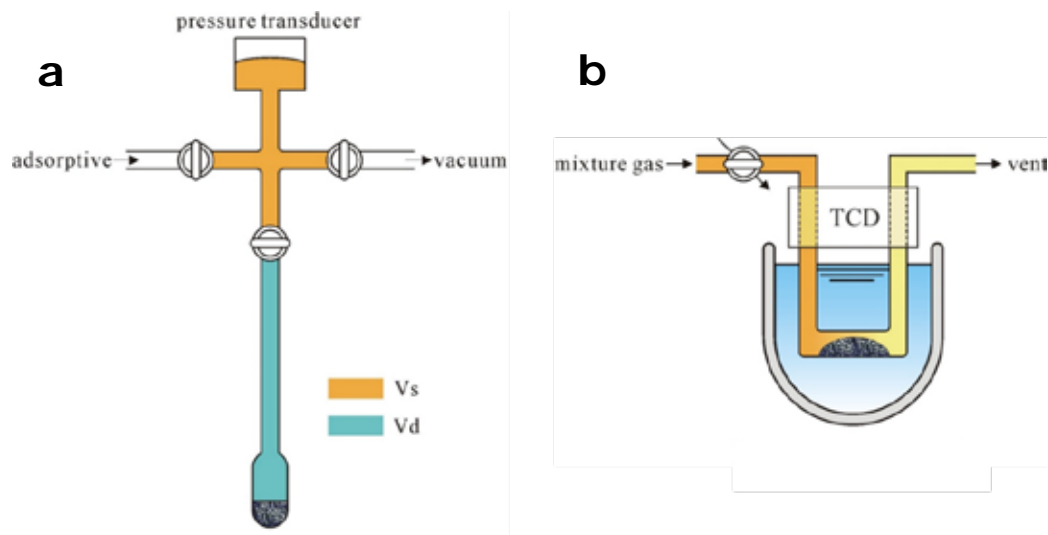 pressure transducer
a
adsorptive
vacuum
Vs
Vd
b
mixture gas
vent
TCD